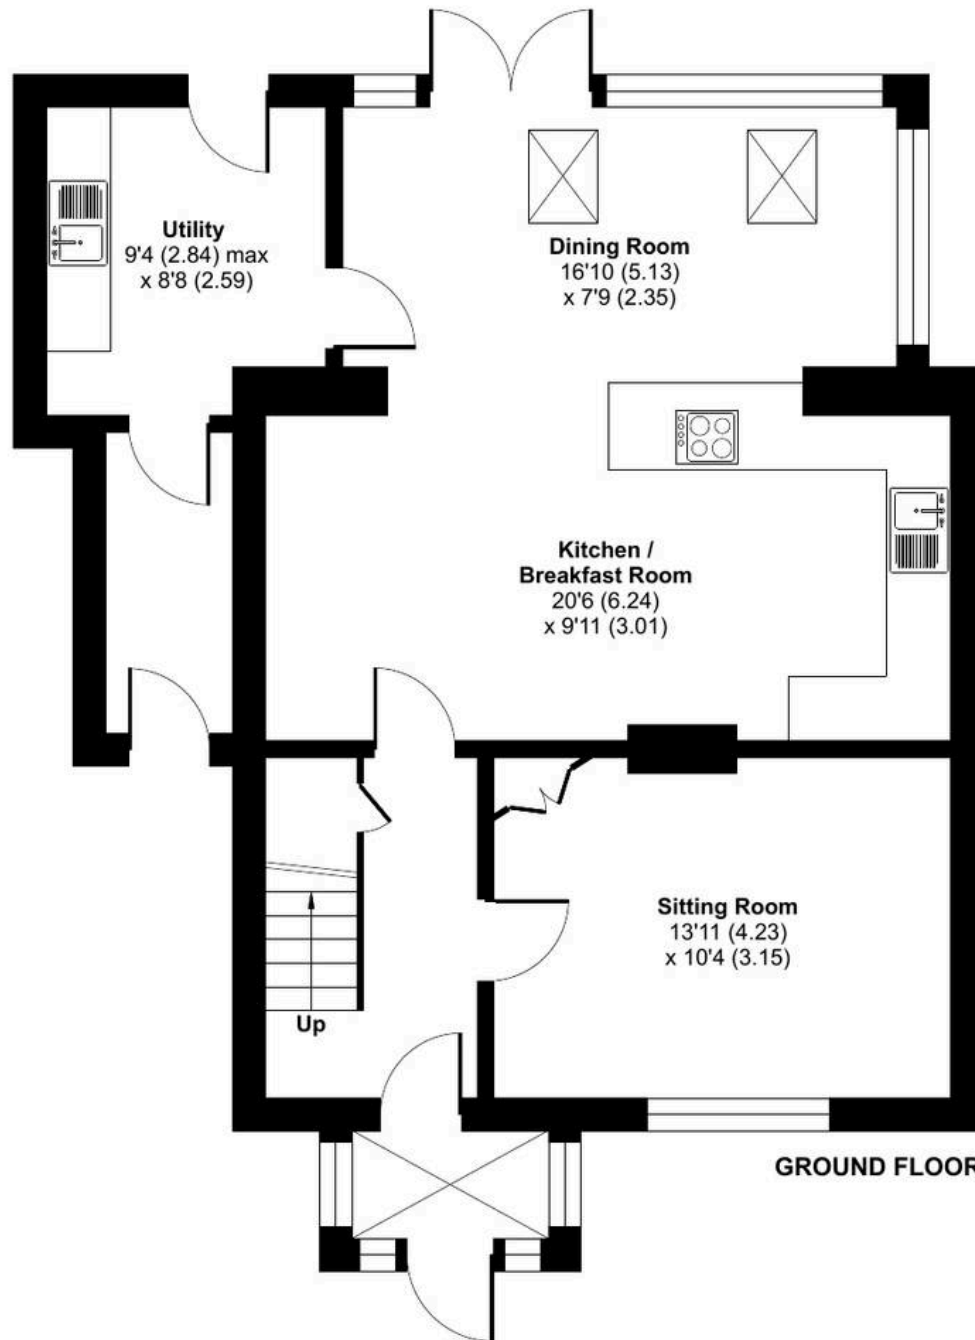 Utility
9'4 (2.84) max
x 8'8 (2.59)
Dining Room
16'10 (5.13)
x 7'9 (2.35)
Kitchen /
Breakfast Room
20'6 (6.24)
x 9'11 (3.01)
Sitting Room
13'11 (4.23)
x 10'4 (3.15)
Up
GROUND FLOOR